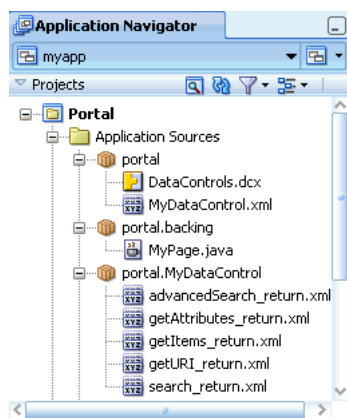 Application Navigator
myapp
Projects
Portal
Application Sources
portal
DataControls.dcx
MyDataControl.xml
portal.backing
MyPage.java
portal.MyDataControl
advancedSearch_return.xml
getAttributes_return.xml
getItems_return.xml
getURI_return.xml
search_return.xml